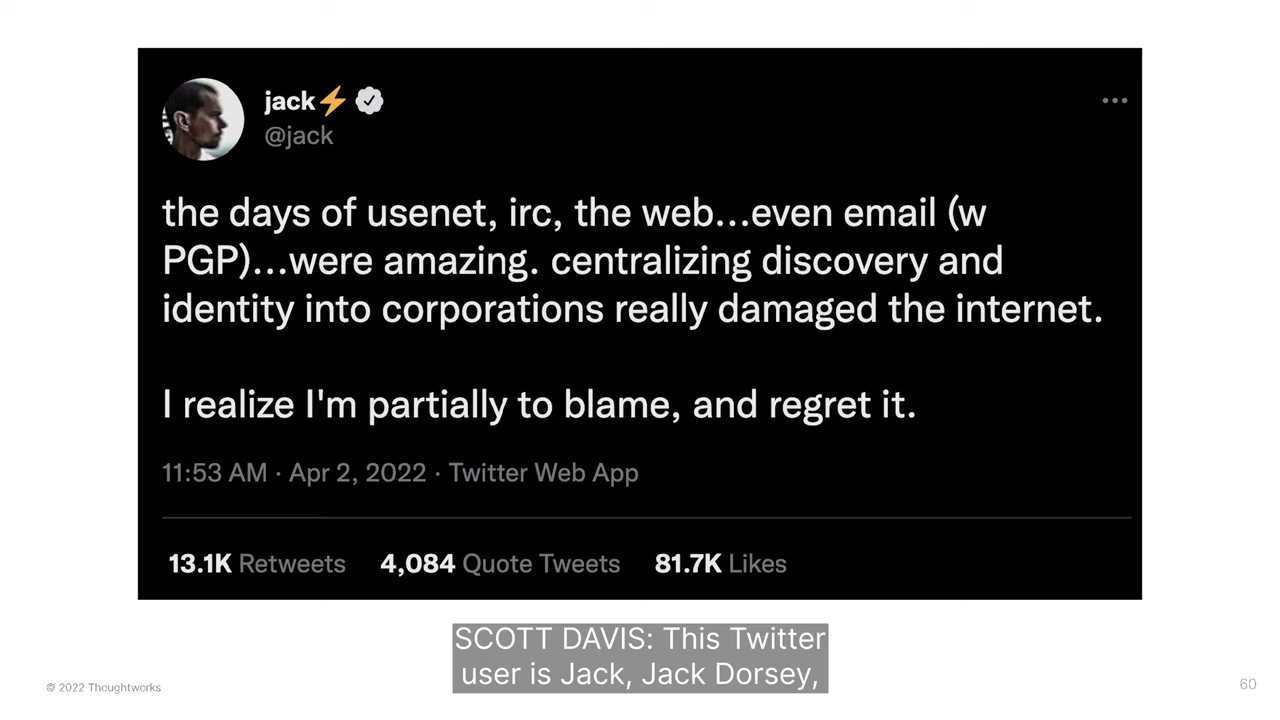 jack⚡
@jack
the days of usenet, irc, the web...even email (w
PGP)...were amazing. centralizing discovery and
identity into corporations really damaged the internet.
I realize I'm partially to blame, and regret it.
11:53 AM · Apr 2, 2022 · Twitter Web App
13.1K Retweets 4,084 Quote Tweets 81.7K Likes
SCOTT DAVIS: This Twitter
user is Jack, Jack Dorsey,
© 2022 Thoughtworks
60